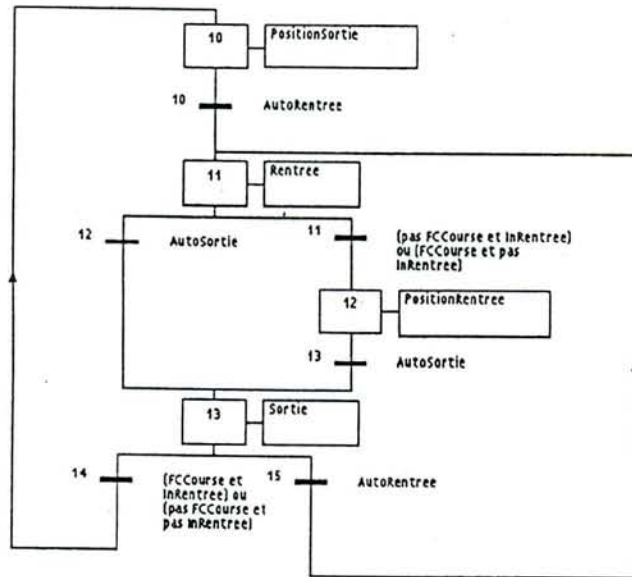 10
PositionSortie
10
AutoRentree
11
Rentree
12
AutoSortie
11
(pas FCCourse et InRentree)
ou (FCCourse et pas
InRentree)
12
PositionRentree
13
AutoSortie
13
Sortie
14
(FCCourse et
InRentree) ou
(pas FCCourse et
pas InRentree)
15
AutoRentree